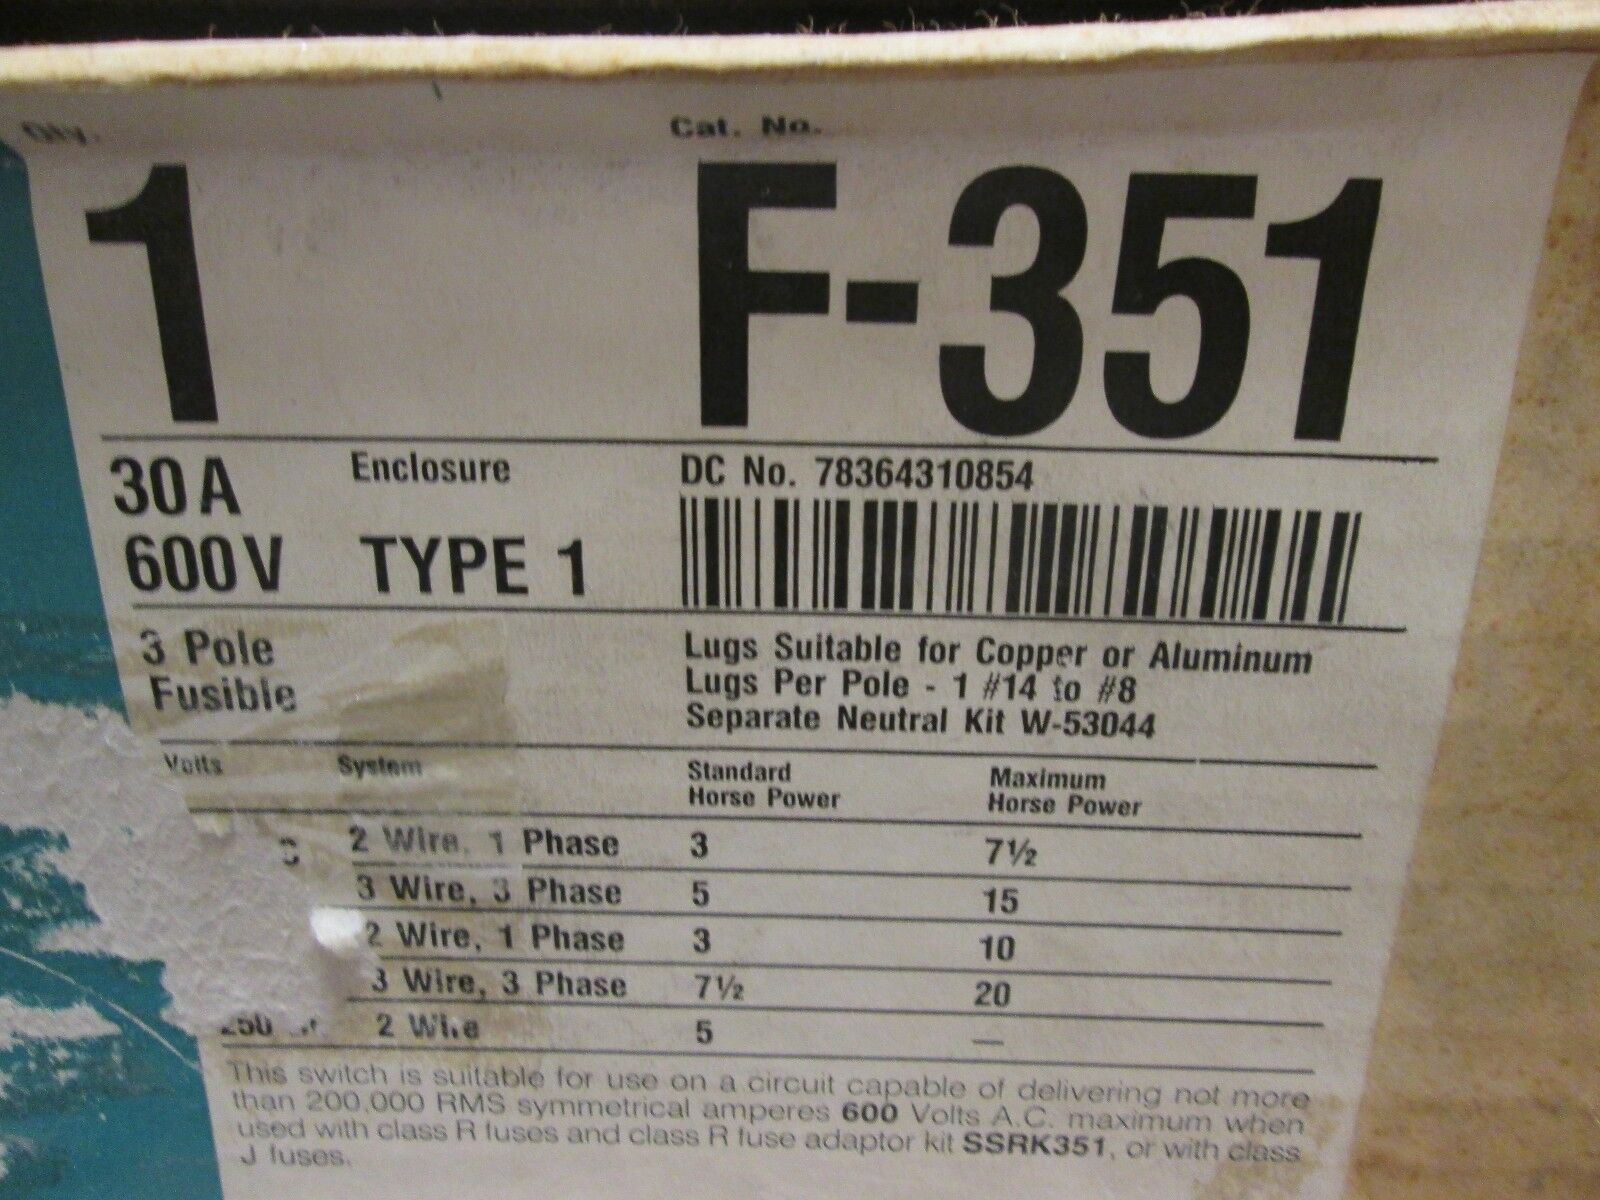 Qty. Cat. No.
1 F-351
30A Enclosure DC No. 78364310854
600V TYPE 1
3 Pole Lugs Suitable for Copper or Aluminum
Fusible Lugs Per Pole - 1 #14 to #8
Separate Neutral Kit W-53044
Volts System Standard Horse Power Maximum Horse Power
2 Wire, 1 Phase 3 7½
3 Wire, 3 Phase 5 15
2 Wire, 1 Phase 3 10
3 Wire, 3 Phase 7½ 20
250 2 Wire 5 —
This switch is suitable for use on a circuit capable of delivering not more
than 200,000 RMS symmetrical amperes 600 Volts A.C. maximum when
used with class R fuses and class R fuse adaptor kit SSRK351, or with class
J fuses.